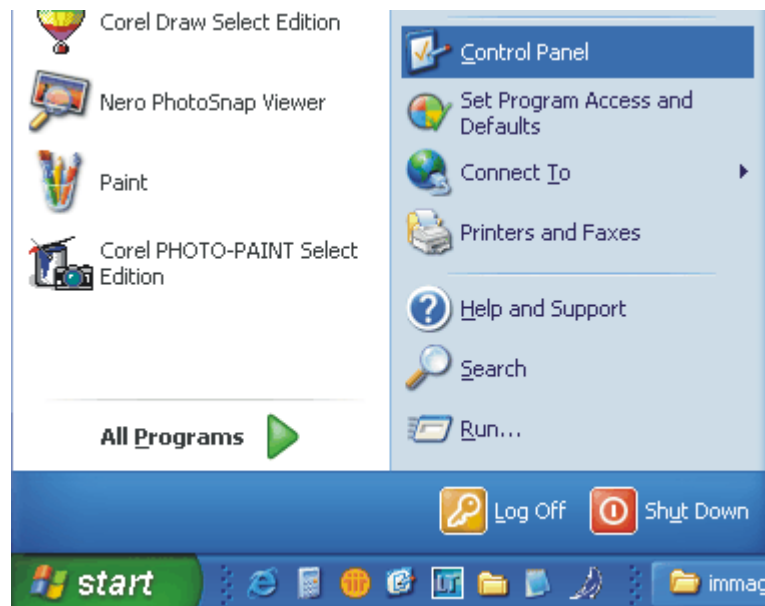 Corel Draw Select Edition
Nero PhotoSnap Viewer
Paint
Corel PHOTO-PAINT Select
Edition
All Programs
Control Panel
Set Program Access and
Defaults
Connect To
Printers and Faxes
Help and Support
Search
Run...
Log Off
Shut Down
start
immag